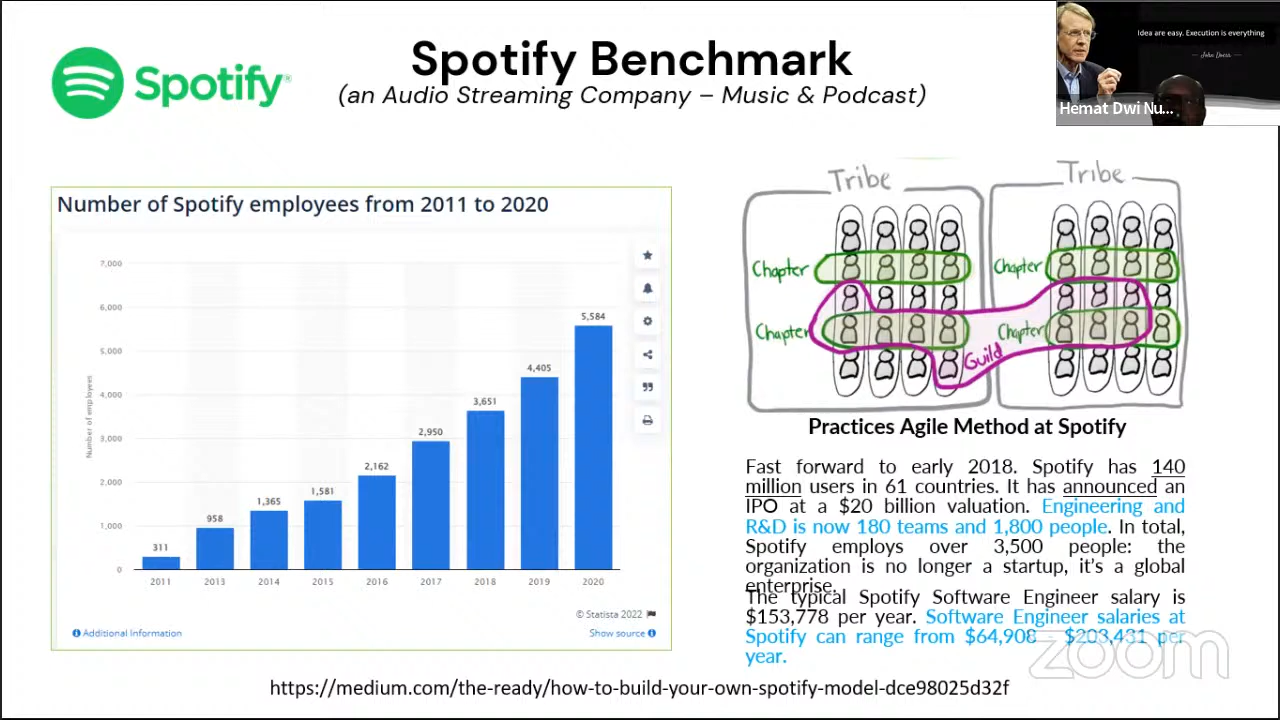 Spotify®
Spotify Benchmark
(an Audio Streaming Company – Music & Podcast)
Idea are easy. Execution is everything
— John Doerr —
Hemat Dwi Nu...
Number of Spotify employees from 2011 to 2020
Number of employees
7,000
6,000
5,000
4,000
3,000
2,000
1,000
0
311
958
1,365
1,581
2,162
2,950
3,651
4,405
5,584
2011
2013
2014
2015
2016
2017
2018
2019
2020
© Statista 2022
Additional Information
Show source
Tribe
Tribe
Chapter
Chapter
Chapter
Chapter
Guild
Practices Agile Method at Spotify
Fast forward to early 2018. Spotify has 140
million users in 61 countries. It has announced an
IPO at a $20 billion valuation. Engineering and
R&D is now 180 teams and 1,800 people. In total,
Spotify employs over 3,500 people: the
organization is no longer a startup, it's a global
enterprise.
The typical Spotify Software Engineer salary is
$153,778 per year. Software Engineer salaries at
Spotify can range from $64,908 - $203,431 per
year.
zoom
https://medium.com/the-ready/how-to-build-your-own-spotify-model-dce98025d32f